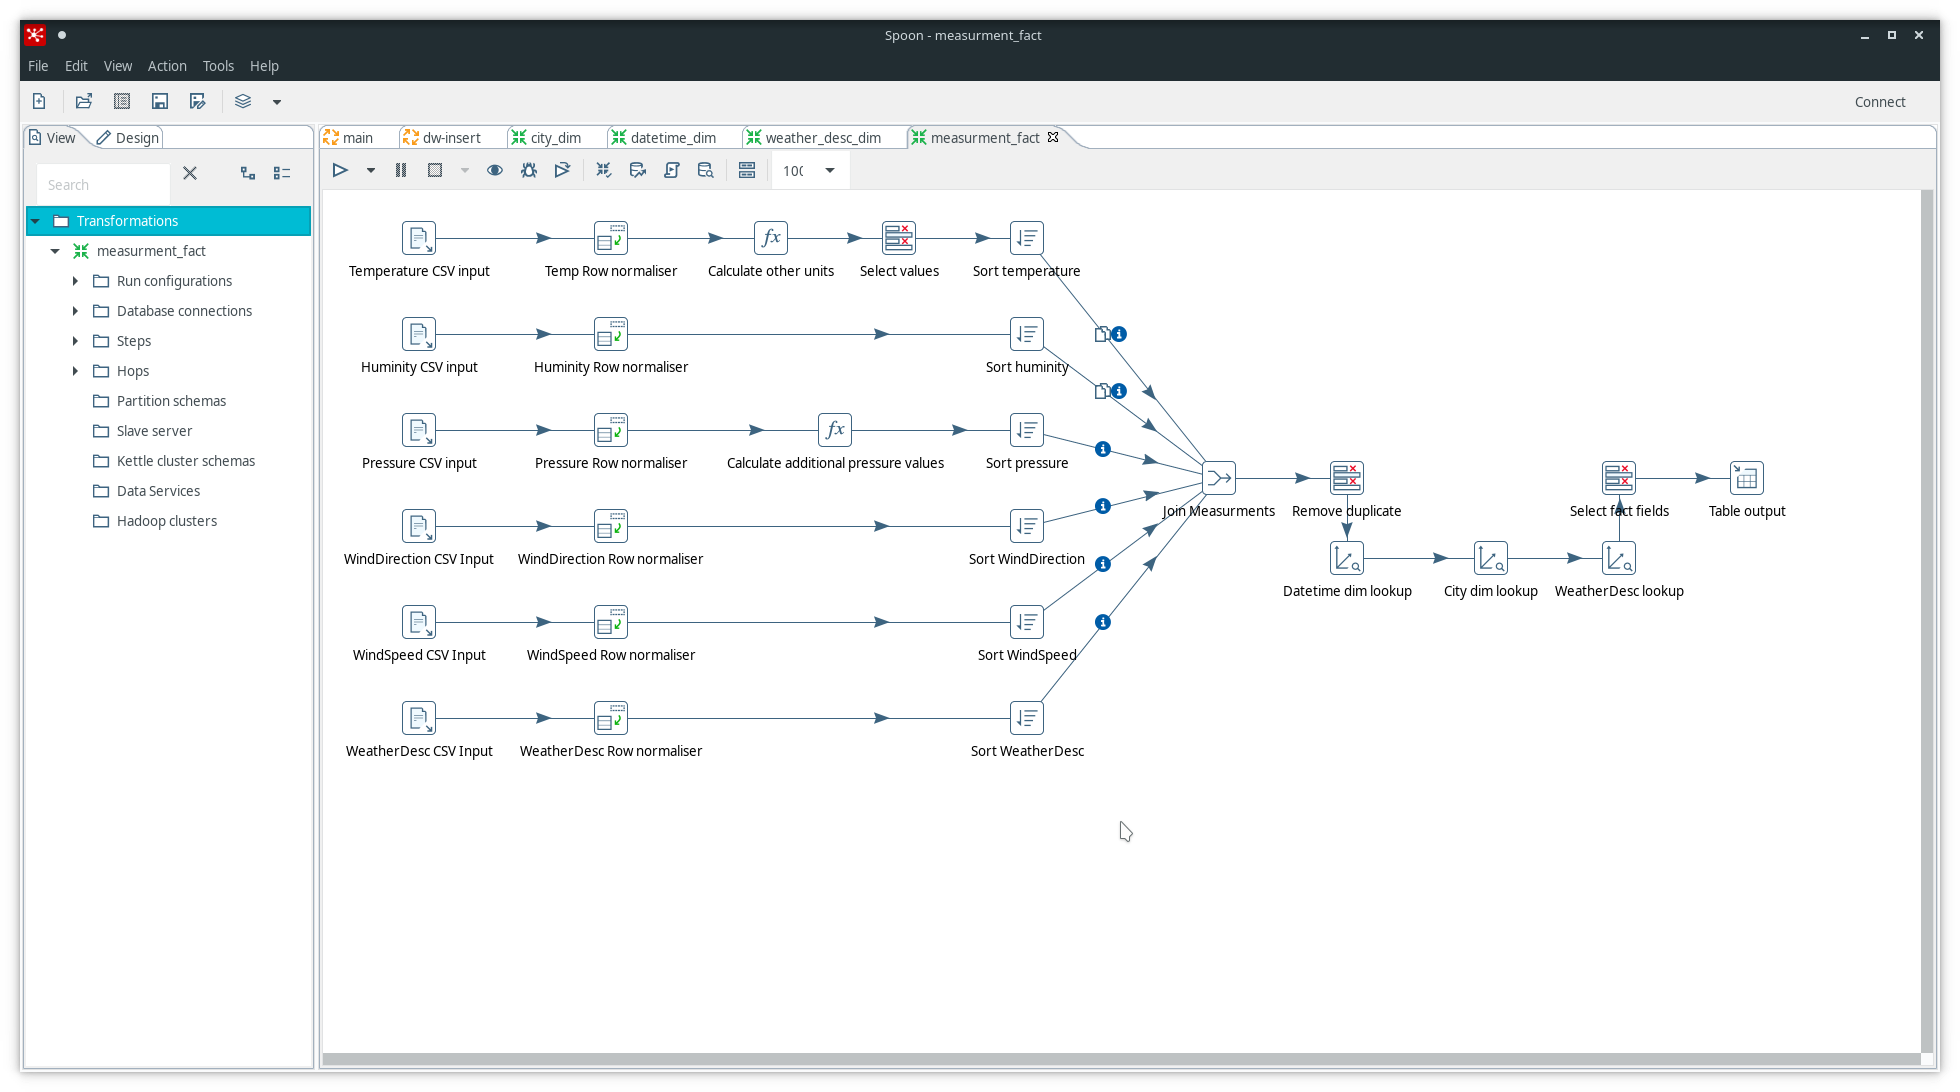 Spoon - measurment_fact
File Edit View Action Tools Help
Connect
View Design
main dw-insert city_dim datetime_dim weather_desc_dim measurment_fact
Search
Transformations
measurment_fact
Run configurations
Database connections
Steps
Hops
Partition schemas
Slave server
Kettle cluster schemas
Data Services
Hadoop clusters
Temperature CSV input Temp Row normaliser Calculate other units Select values Sort temperature
Huminity CSV input Huminity Row normaliser Sort huminity
Pressure CSV input Pressure Row normaliser Calculate additional pressure values Sort pressure
Join Measurments Remove duplicate Select fact fields Table output
WindDirection CSV Input WindDirection Row normaliser Sort WindDirection
Datetime dim lookup City dim lookup WeatherDesc lookup
WindSpeed CSV Input WindSpeed Row normaliser Sort WindSpeed
WeatherDesc CSV Input WeatherDesc Row normaliser Sort WeatherDesc